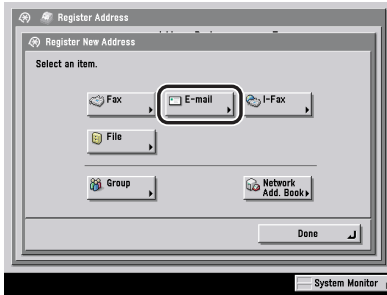 Register Address
Register New Address
Select an item.
Fax E-mail I-Fax
File
Group Network
Add. Book
Done
System Monitor